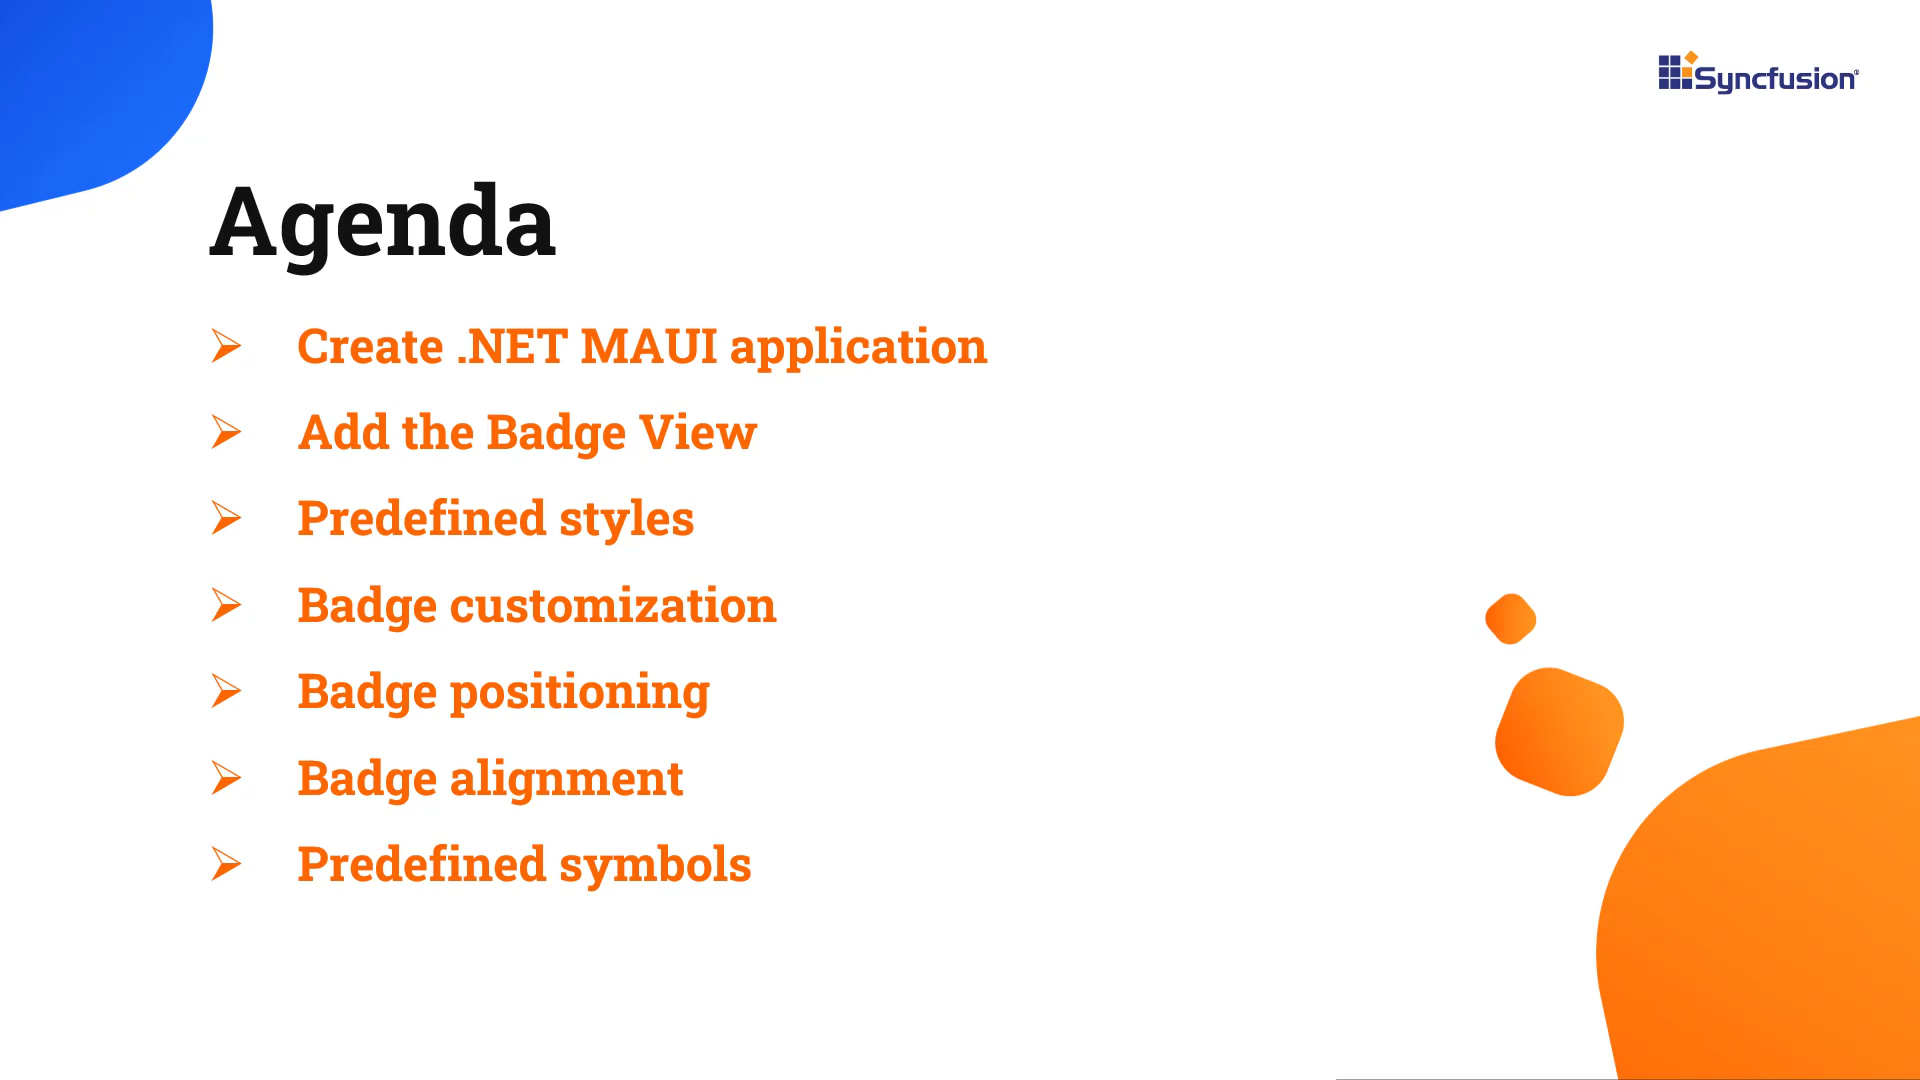 Syncfusion®
Agenda
Create .NET MAUI application
Add the Badge View
Predefined styles
Badge customization
Badge positioning
Badge alignment
Predefined symbols